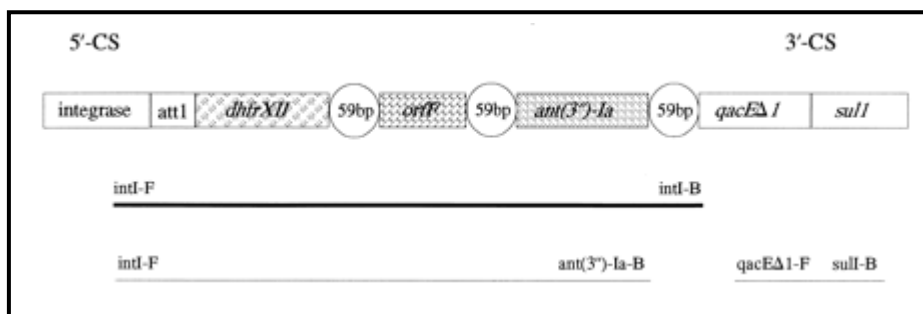 5′-CS 3′-CS
integrase att1 dhfrXII 59bp orfF 59bp ant(3″)-Ia 59bp qacEΔ1 sulI
intI-F intI-B
intI-F ant(3″)-Ia-B qacEΔ1-F sulI-B